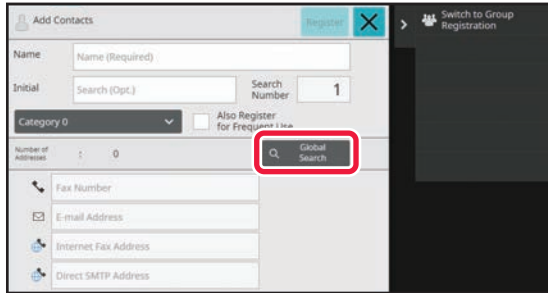 Add Contacts
Register
Switch to Group
Registration
Name
Name (Required)
Initial
Search (Opt.)
Search
Number
1
Category 0
Also Register
for Frequent Use
Number of
Addresses
:
0
Global
Search
Fax Number
E-mail Address
Internet Fax Address
Direct SMTP Address